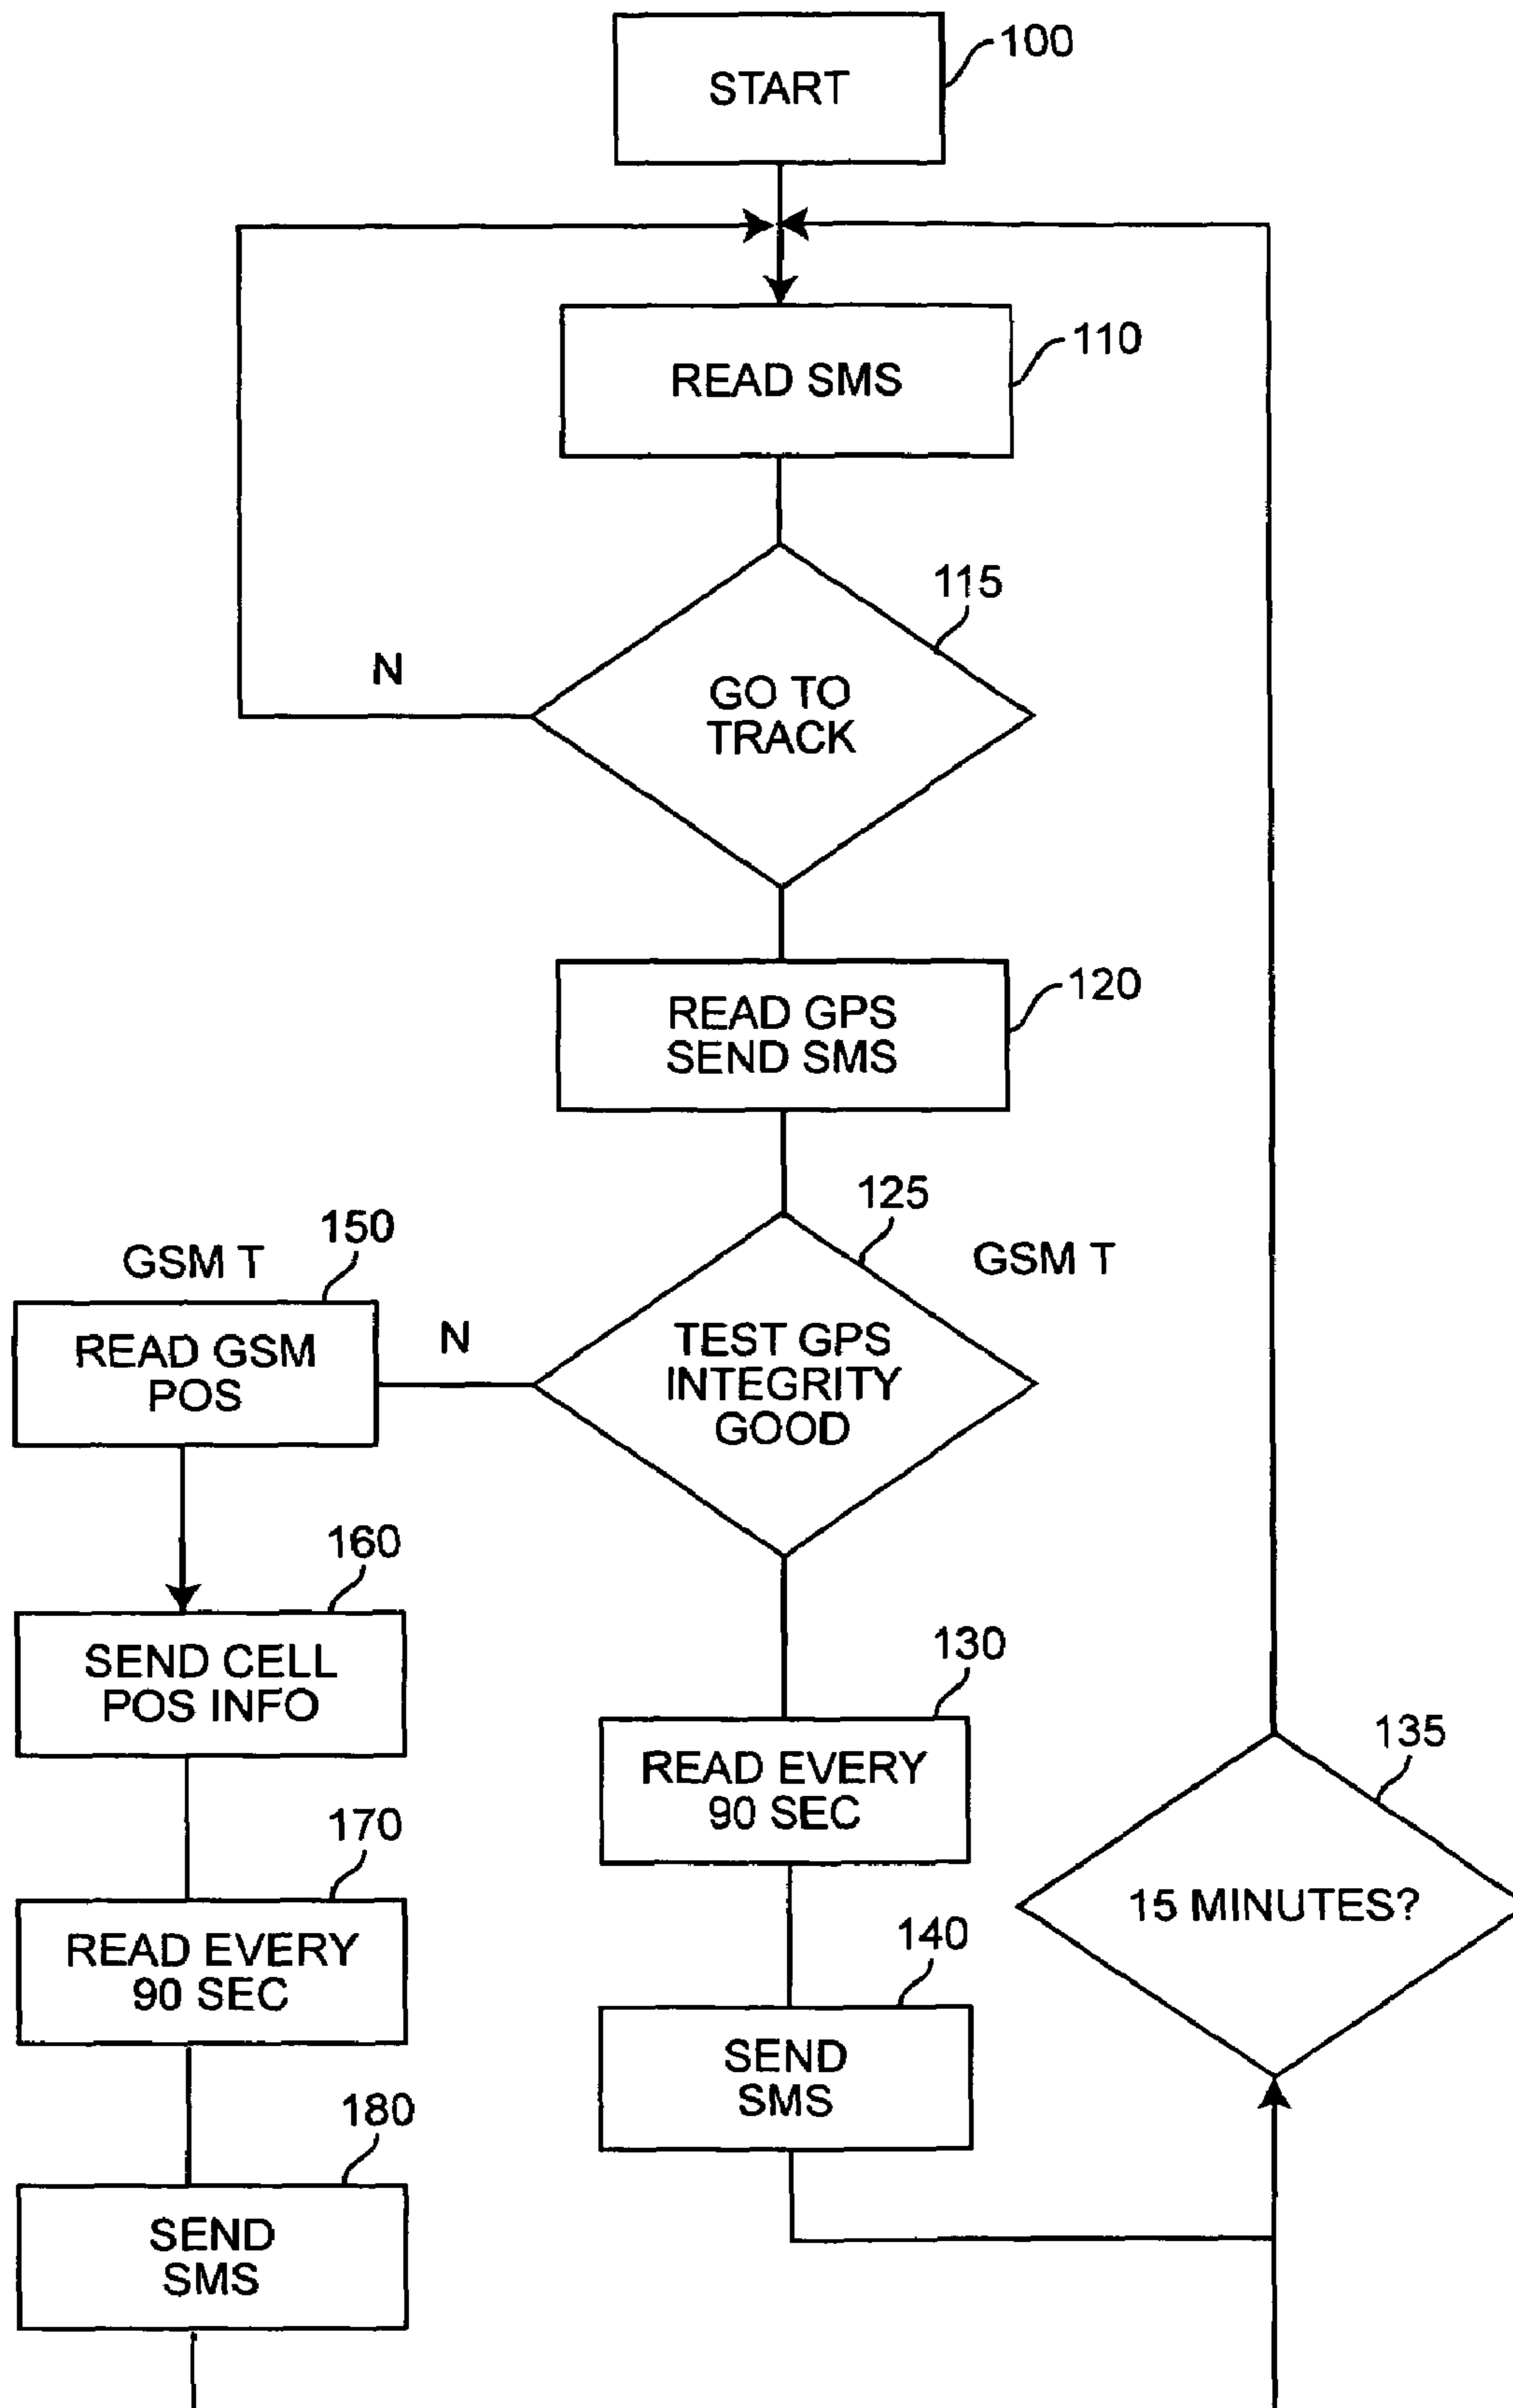 100
START
110
READ SMS
115
N
GO TO
TRACK
120
READ GPS
SEND SMS
125
150
GSM T
GSM T
N
READ GSM
POS
TEST GPS
INTEGRITY
GOOD
160
SEND CELL
POS INFO
130
READ EVERY
90 SEC
135
15 MINUTES?
170
READ EVERY
90 SEC
140
SEND
SMS
180
SEND
SMS